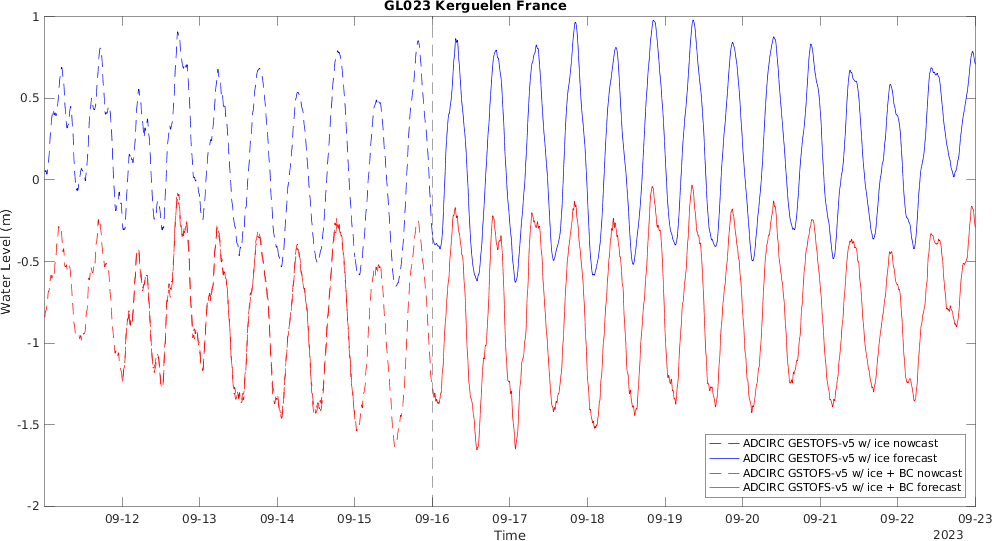 GL023 Kerguelen France
1
0.5
0
-0.5
-1
-1.5
-2
Water Level (m)
09-12 09-13 09-14 09-15 09-16 09-17 09-18 09-19 09-20 09-21 09-22 09-23
Time
2023
ADCIRC GESTOFS-v5 w/ ice nowcast
ADCIRC GESTOFS-v5 w/ ice forecast
ADCIRC GSTOFS-v5 w/ ice + BC nowcast
ADCIRC GSTOFS-v5 w/ ice + BC forecast